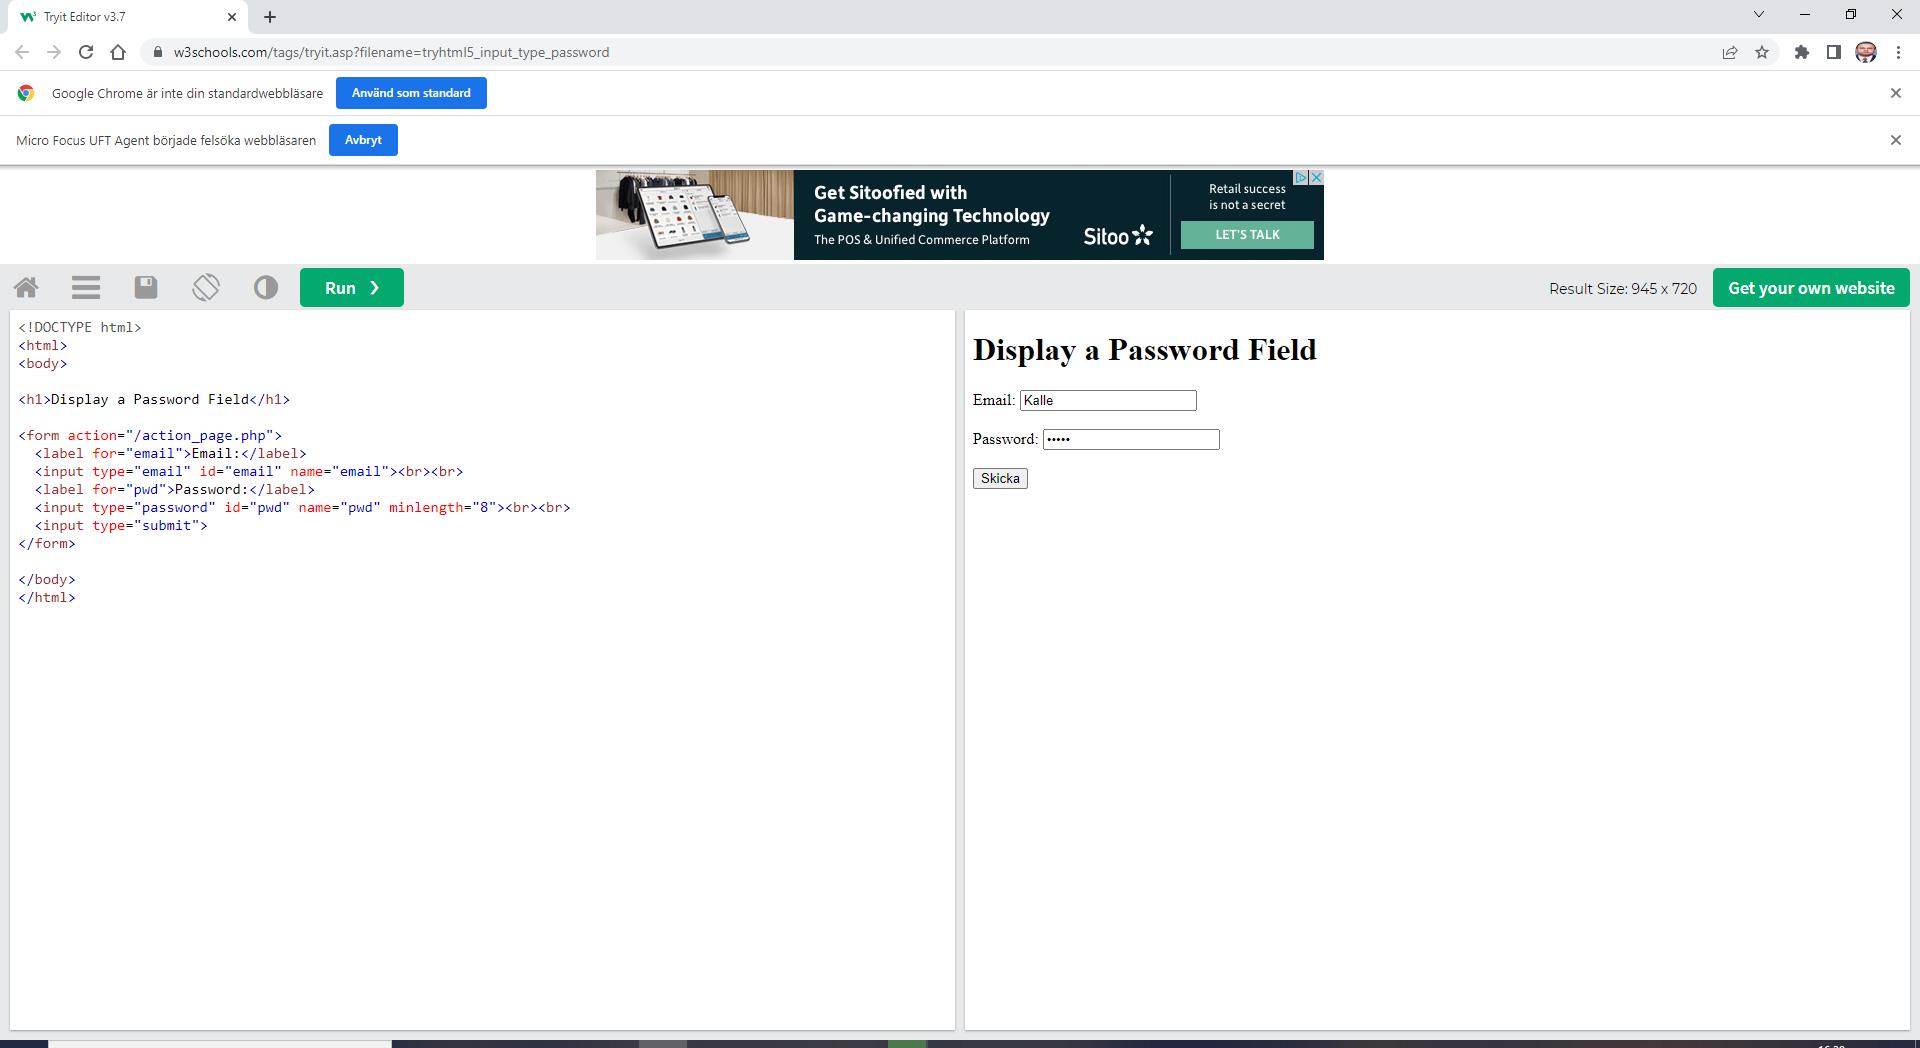 Tryit Editor v3.7
w3schools.com/tags/tryit.asp?filename=tryhtml5_input_type_password
Google Chrome är inte din standardwebbläsare
Använd som standard
Micro Focus UFT Agent började felsöka webbläsaren
Avbryt
Get Sitoofied with
Game-changing Technology
The POS & Unified Commerce Platform
Sitoo
Retail success
is not a secret
LET'S TALK
Run ❯
Result Size: 945 x 720
Get your own website
<!DOCTYPE html>
<html>
<body>
<h1>Display a Password Field</h1>
<form action="/action_page.php">
<label for="email">Email:</label>
<input type="email" id="email" name="email"><br><br>
<label for="pwd">Password:</label>
<input type="password" id="pwd" name="pwd" minlength="8"><br><br>
<input type="submit">
</form>
</body>
</html>
Display a Password Field
Email: Kalle
Password: •••••
Skicka